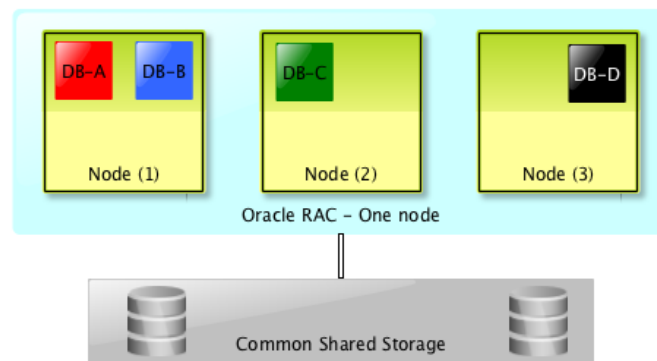 DB-A
DB-B
DB-C
DB-D
Node (1)
Node (2)
Node (3)
Oracle RAC - One node
Common Shared Storage